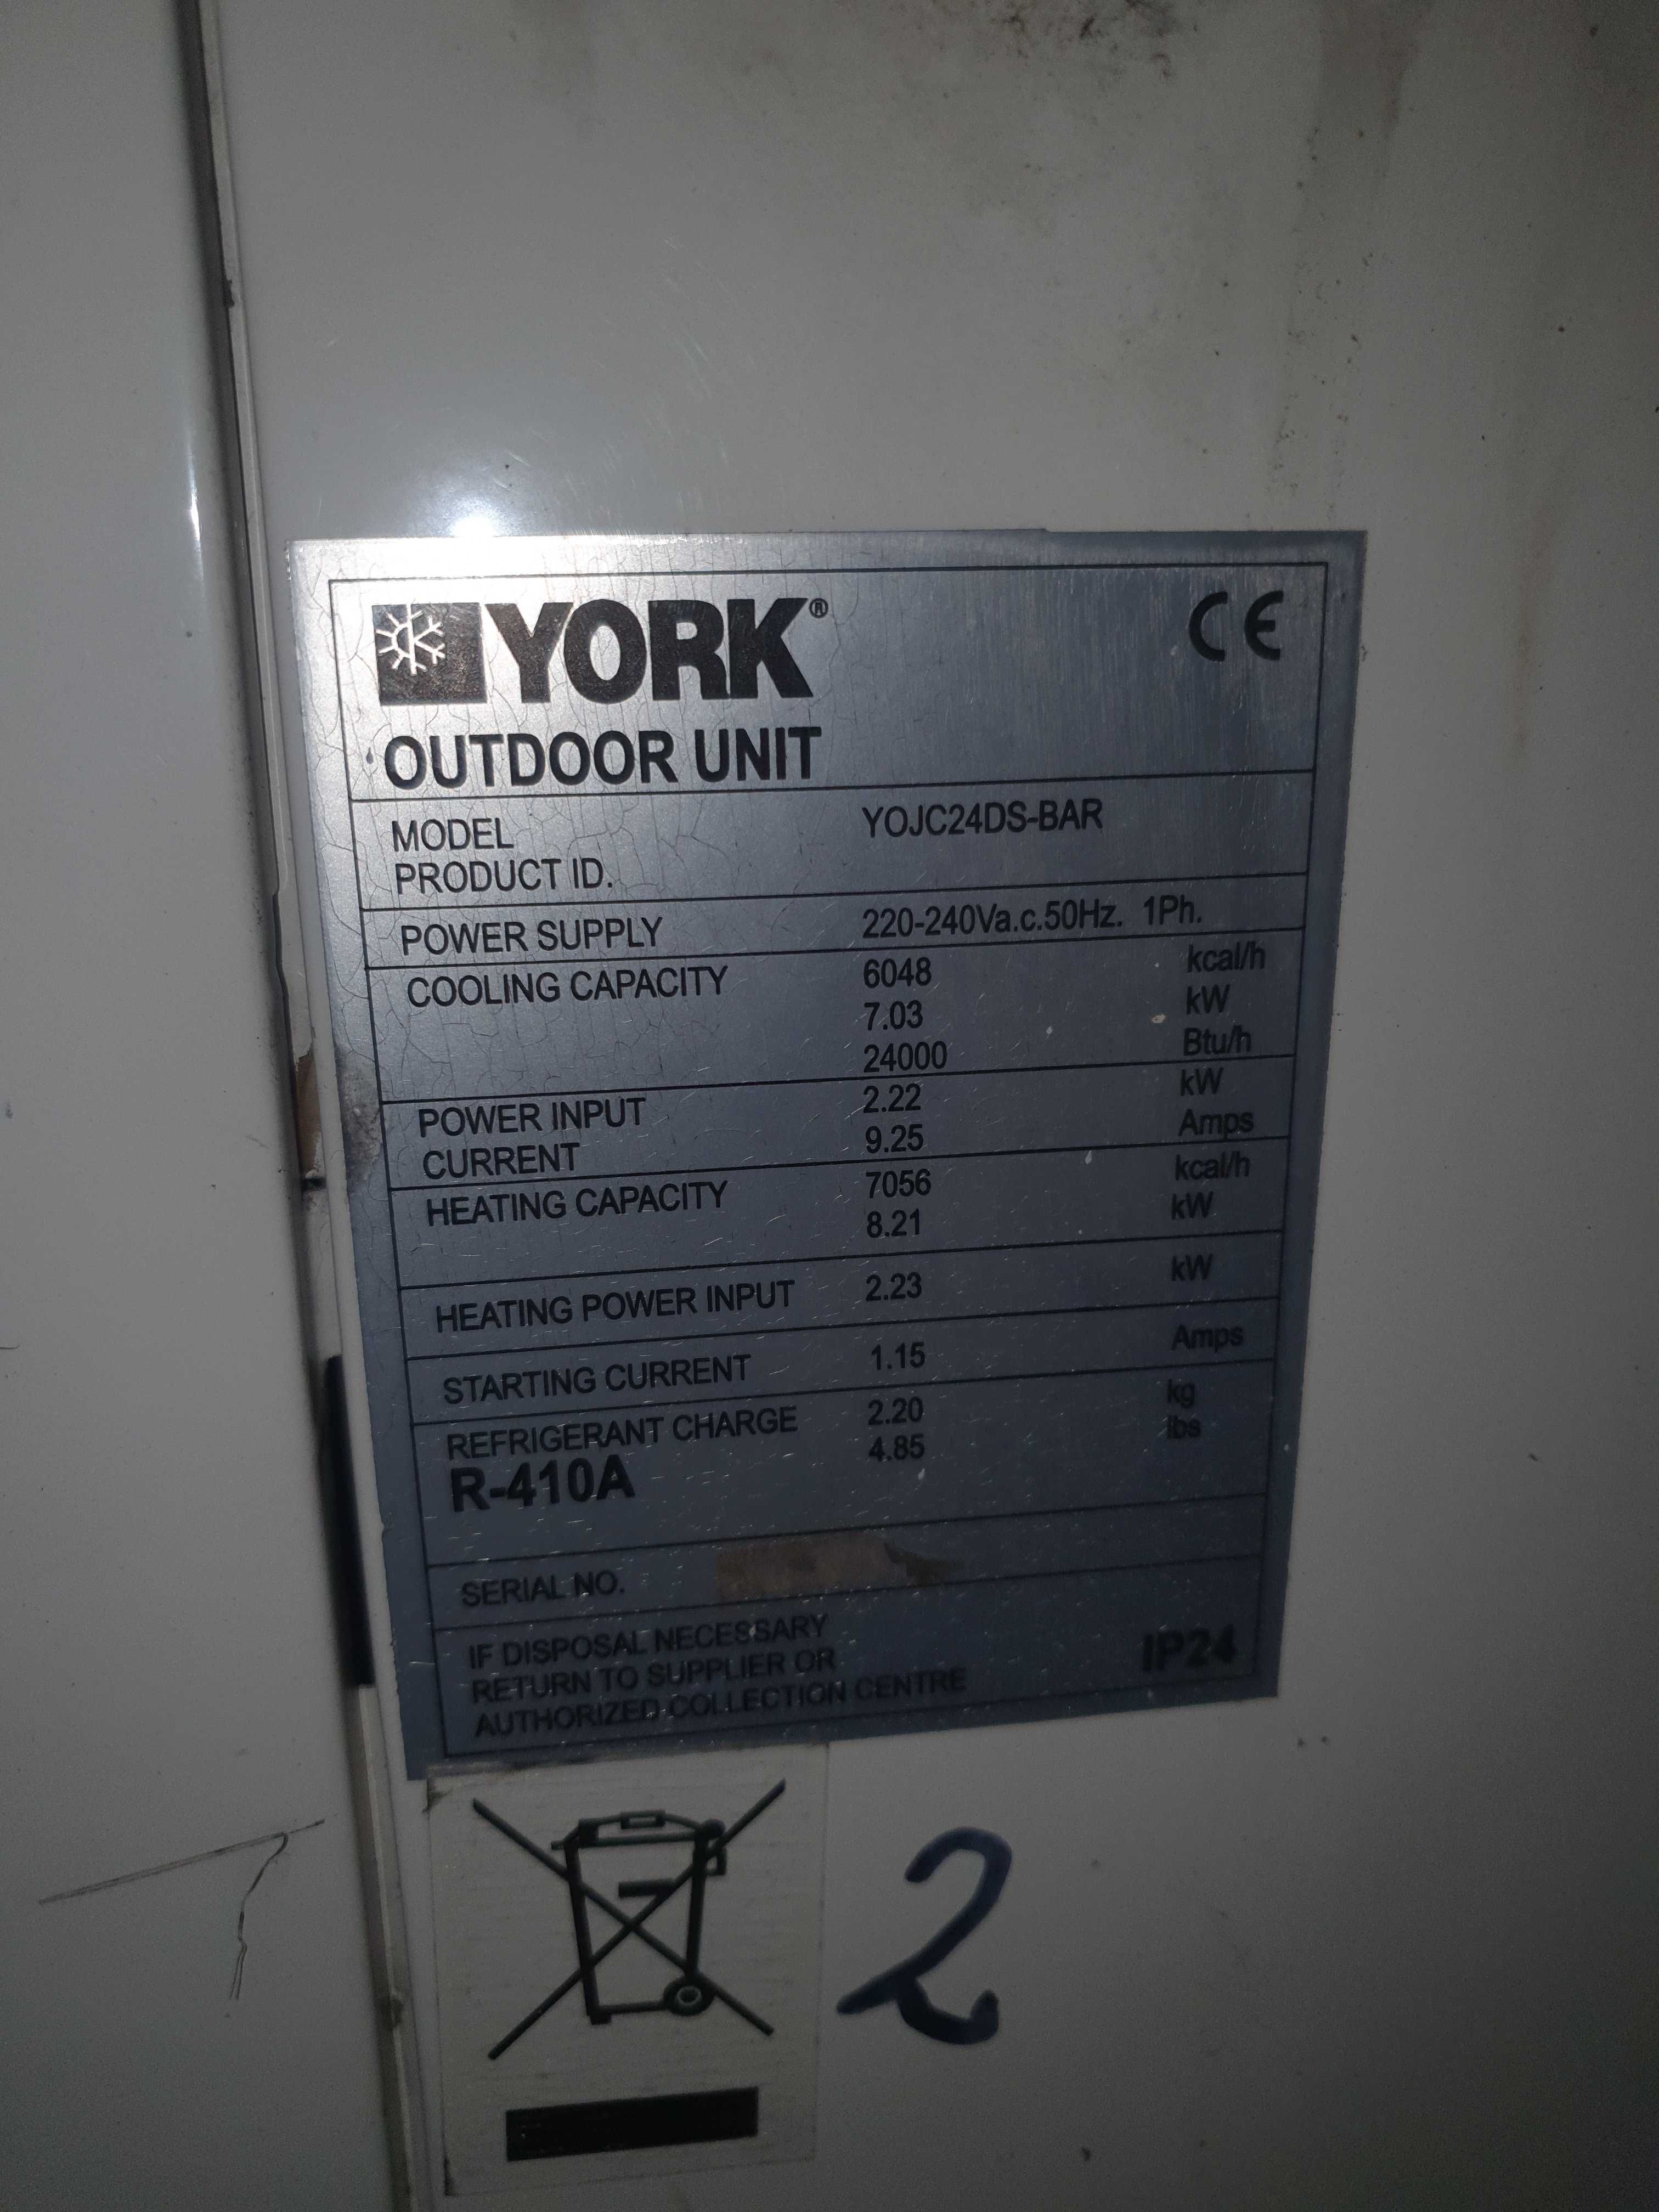 YORK®
CE
OUTDOOR UNIT
MODEL YOJC24DS-BAR
PRODUCT ID.
POWER SUPPLY 220-240Va.c.50Hz. 1Ph.
COOLING CAPACITY 6048 kcal/h
7.03 kW
24000 Btu/h
POWER INPUT 2.22 kW
CURRENT 9.25 Amps
HEATING CAPACITY 7056 kcal/h
8.21 kW
HEATING POWER INPUT 2.23 kW
STARTING CURRENT 1.15 Amps
REFRIGERANT CHARGE 2.20 kg
R-410A 4.85 lbs
SERIAL NO.
IF DISPOSAL NECESSARY
RETURN TO SUPPLIER OR
AUTHORIZED COLLECTION CENTRE
IP24
2